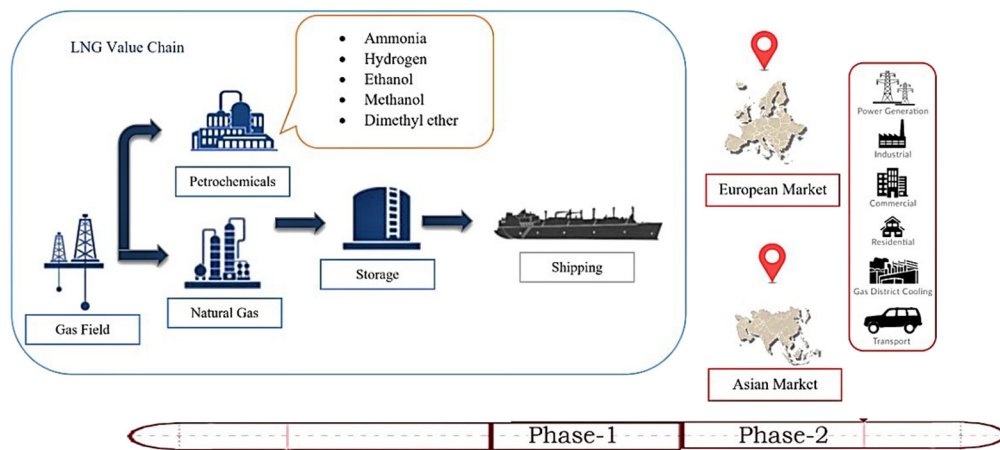 LNG Value Chain
Ammonia
Hydrogen
Ethanol
Methanol
Dimethyl ether
Petrochemicals
Gas Field
Natural Gas
Storage
Shipping
European Market
Asian Market
Power Generation
Industrial
Commercial
Residential
Gas District Cooling
Transport
Phase-1
Phase-2